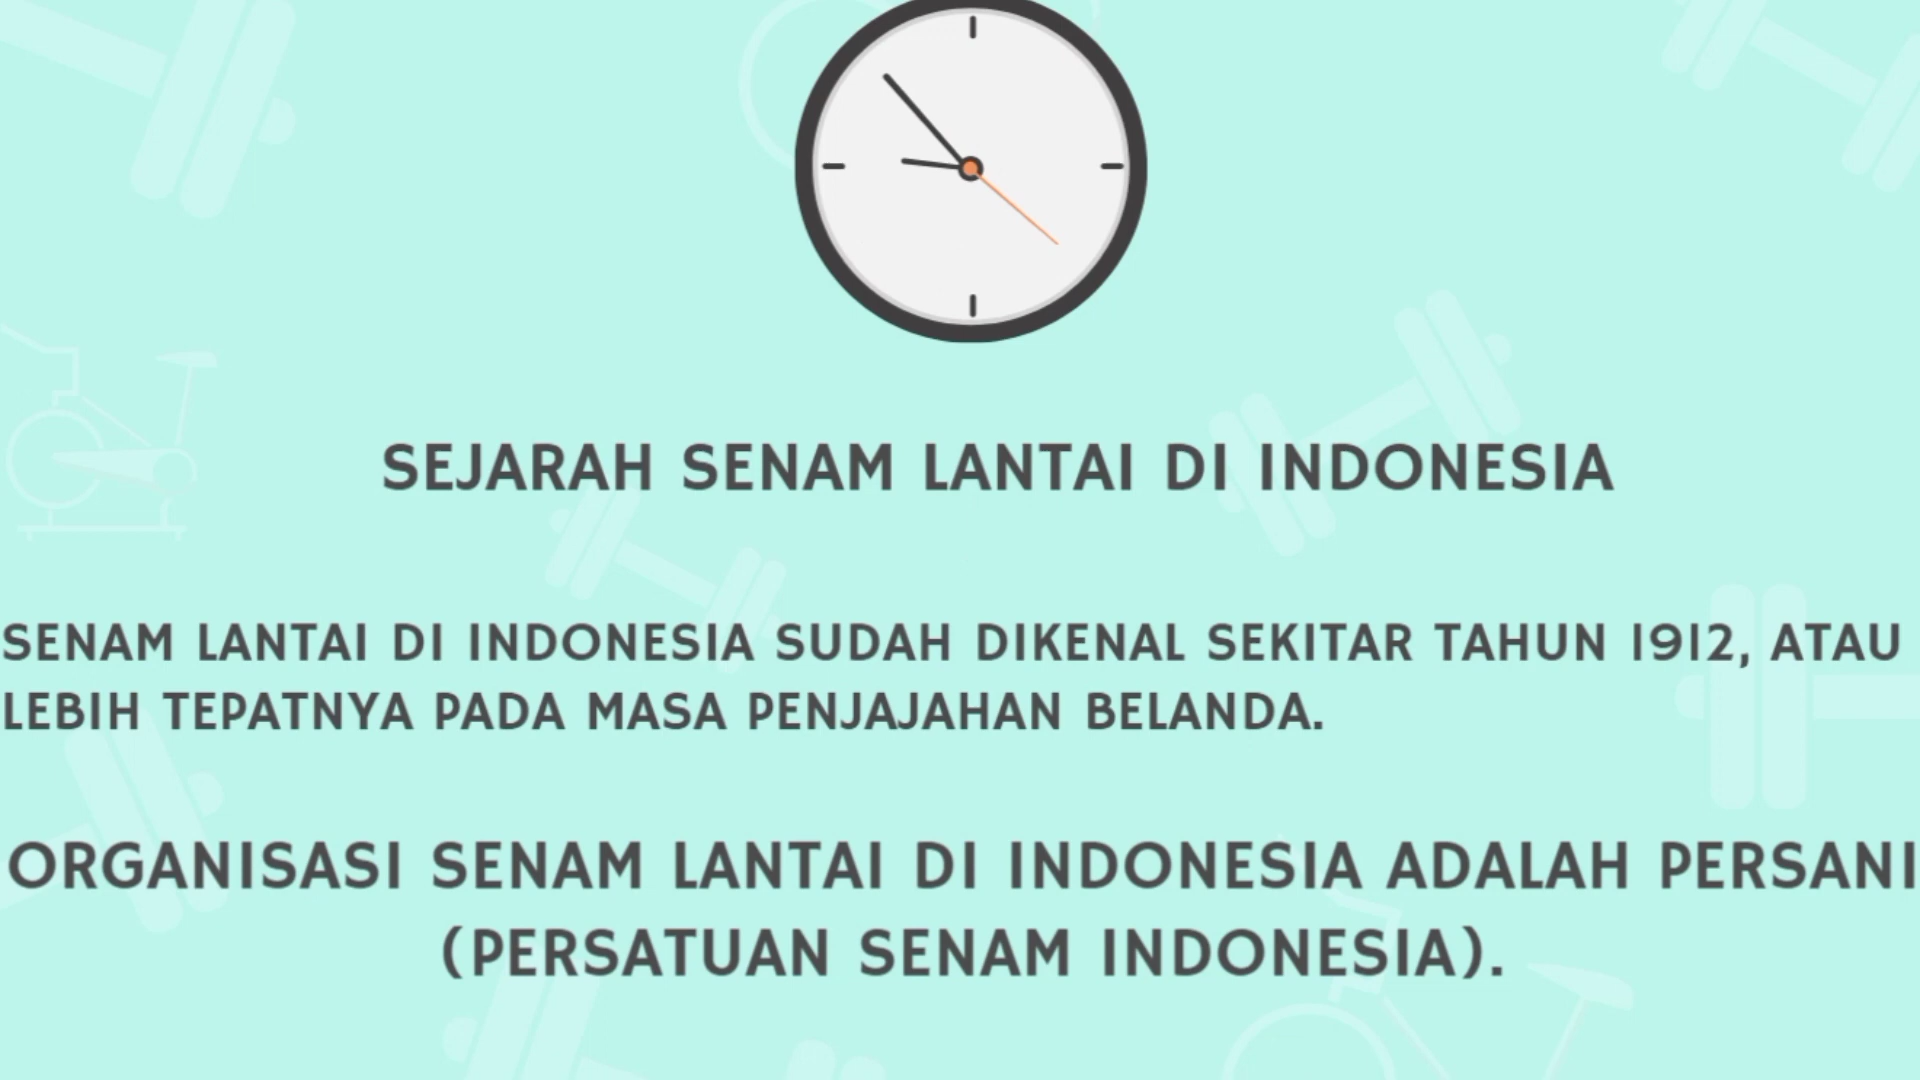 SEJARAH SENAM LANTAI DI INDONESIA
SENAM LANTAI DI INDONESIA SUDAH DIKENAL SEKITAR TAHUN 1912, ATAU
LEBIH TEPATNYA PADA MASA PENJAJAHAN BELANDA.
ORGANISASI SENAM LANTAI DI INDONESIA ADALAH PERSANI
(PERSATUAN SENAM INDONESIA).